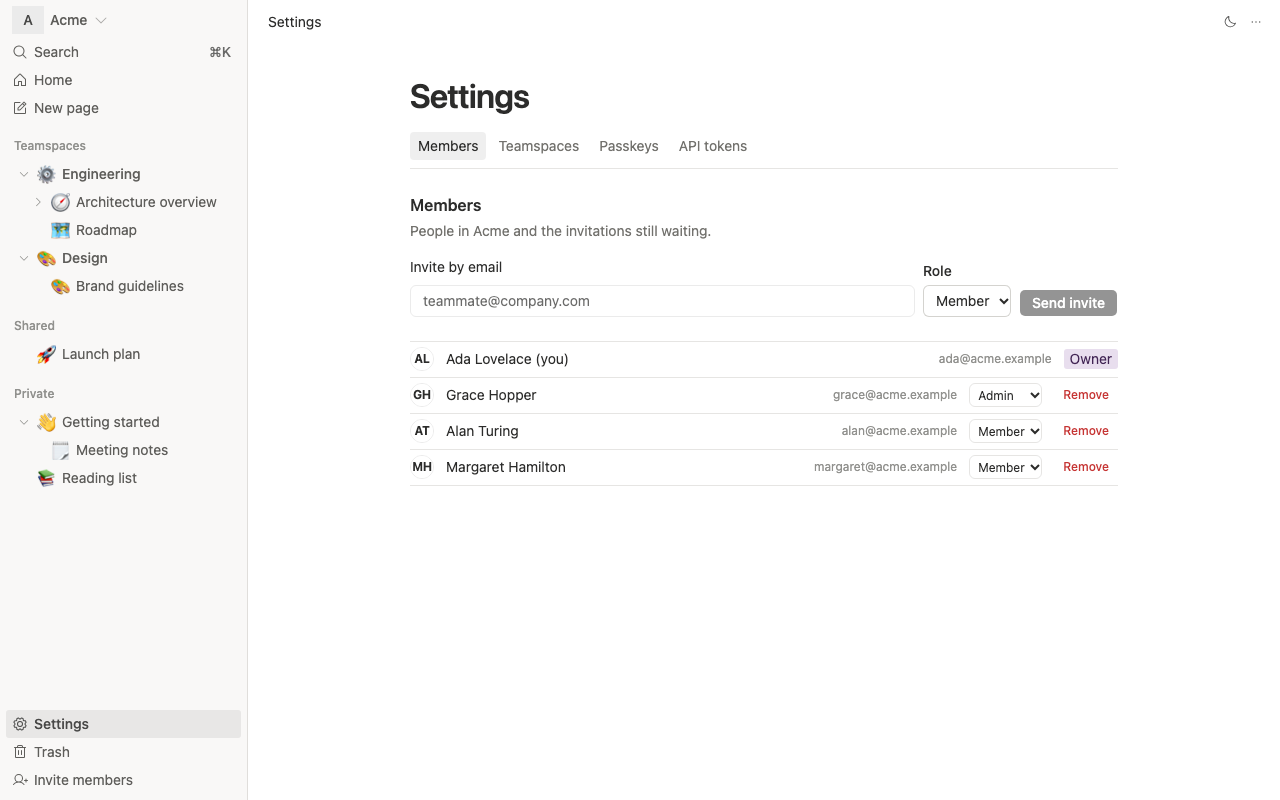 A Acme
Search ⌘K
Home
New page
Teamspaces
Engineering
Architecture overview
Roadmap
Design
Brand guidelines
Shared
Launch plan
Private
Getting started
Meeting notes
Reading list
Settings
Trash
Invite members
Settings
Settings
Members Teamspaces Passkeys API tokens
Members
People in Acme and the invitations still waiting.
Invite by email
Role
teammate@company.com Member Send invite
AL Ada Lovelace (you) ada@acme.example Owner
GH Grace Hopper grace@acme.example Admin Remove
AT Alan Turing alan@acme.example Member Remove
MH Margaret Hamilton margaret@acme.example Member Remove